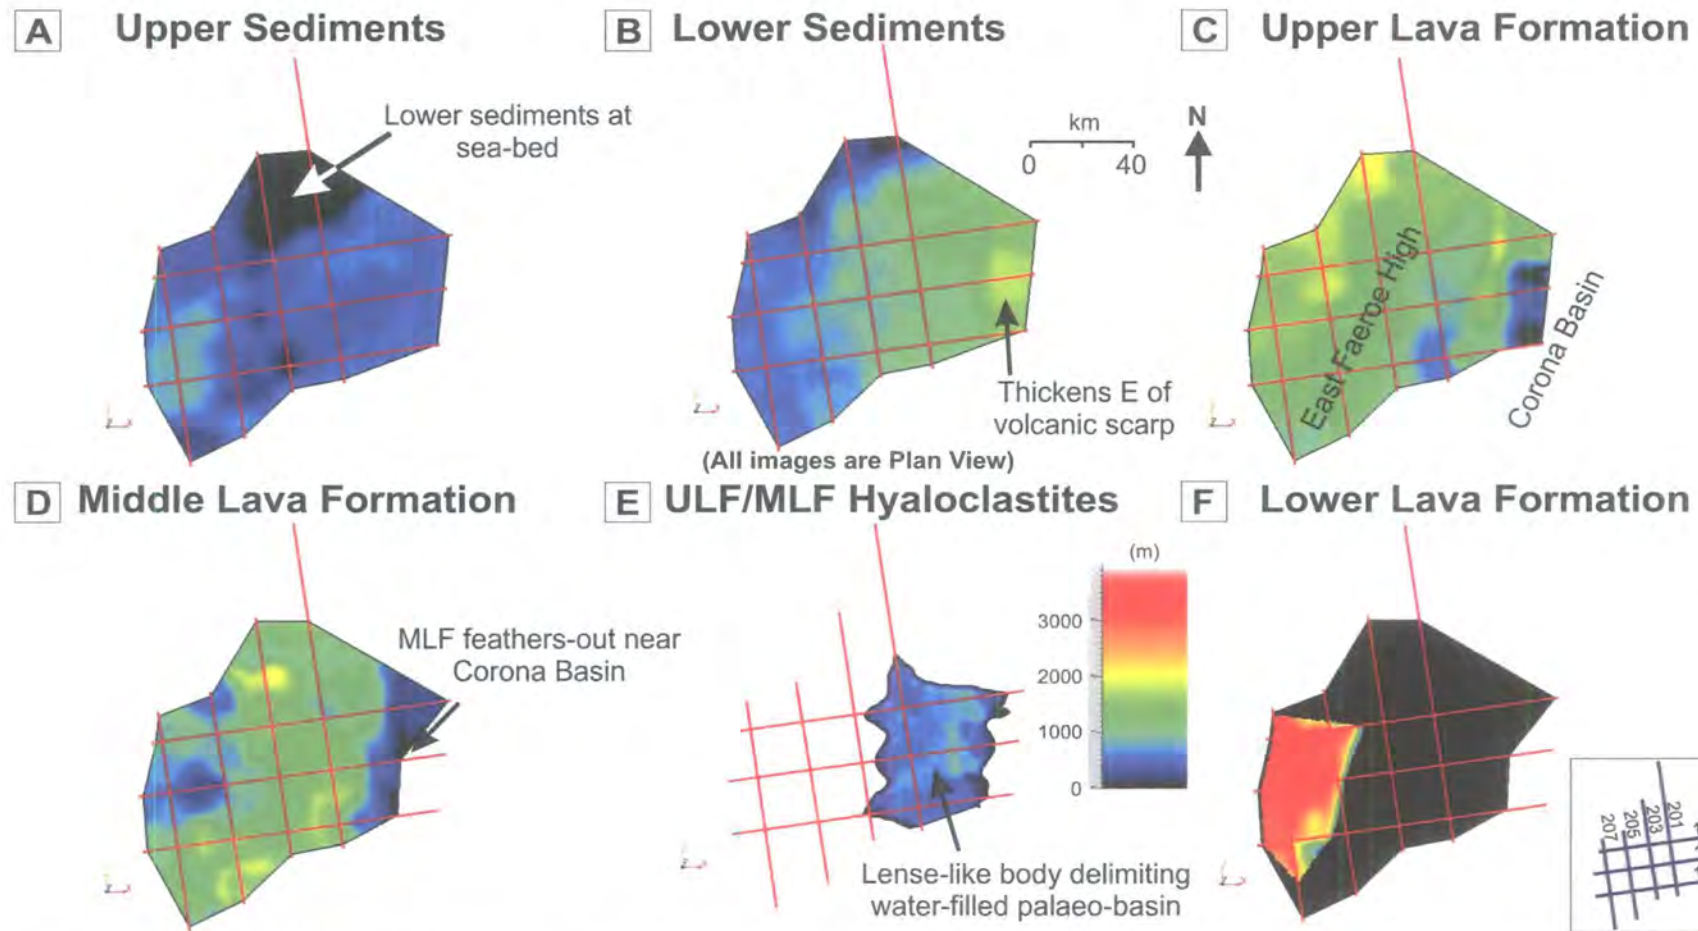 A Upper Sediments
Lower sediments at
sea-bed
B Lower Sediments
km
0 40
N
Thickens E of
volcanic scarp
C Upper Lava Formation
East Faeroe High
Corona Basin
(All images are Plan View)
D Middle Lava Formation
MLF feathers-out near
Corona Basin
E ULF/MLF Hyaloclastites
(m)
3000
2000
1000
0
Lense-like body delimiting
water-filled palaeo-basin
F Lower Lava Formation
207
205
203
201